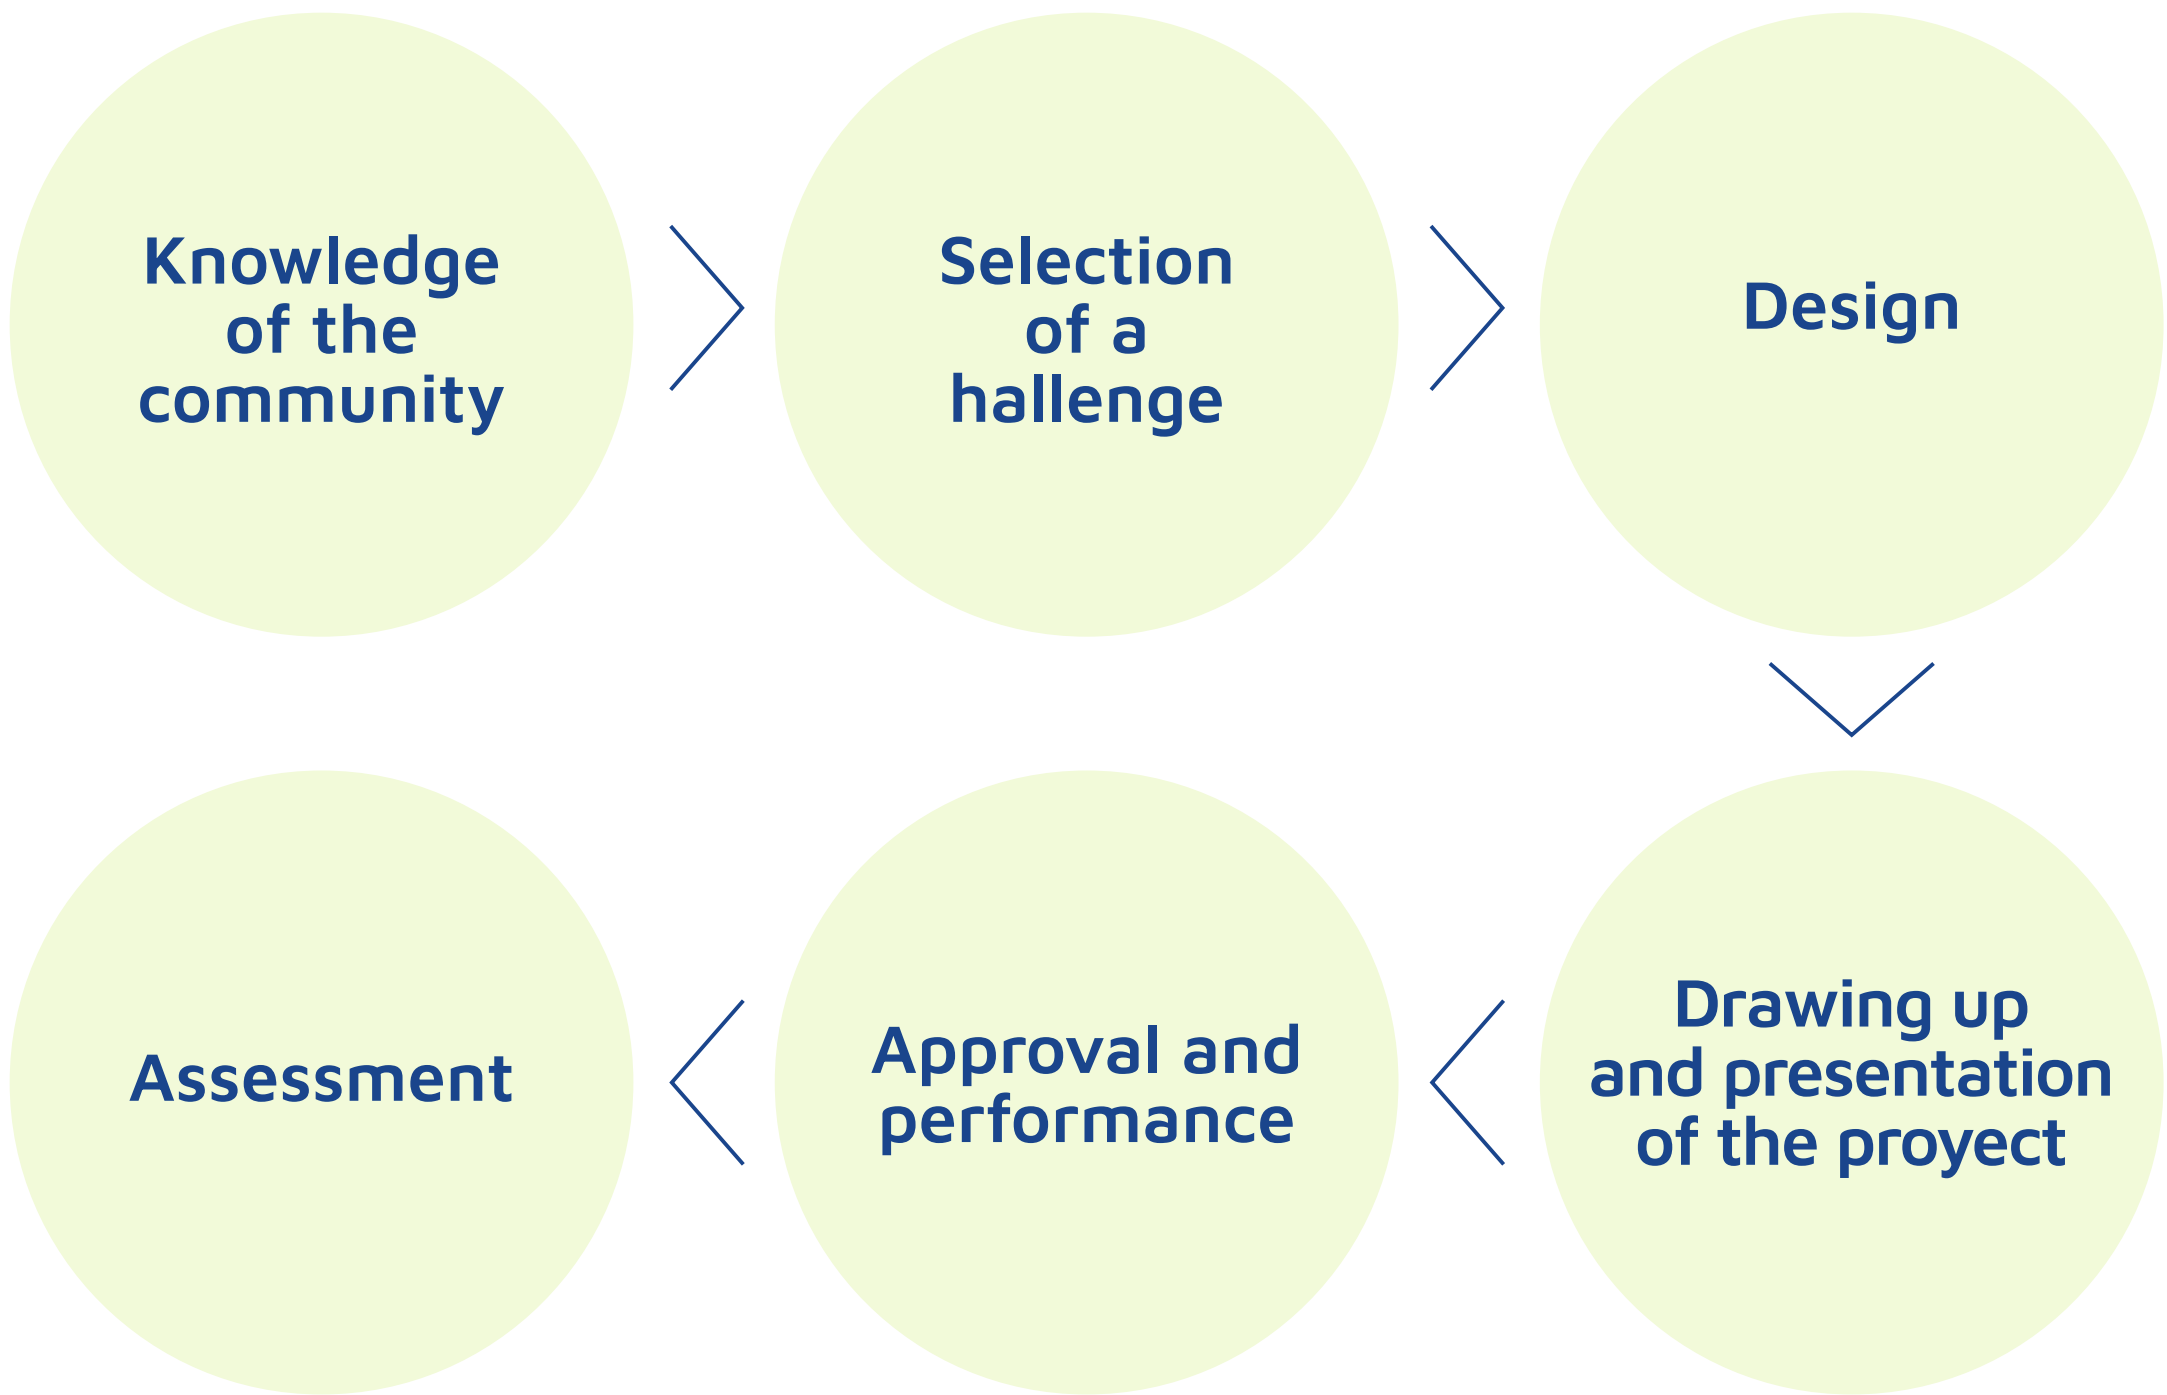 Knowledge
of the
community
Selection
of a
hallenge
Design
Drawing up
and presentation
of the proyect
Approval and
performance
Assessment